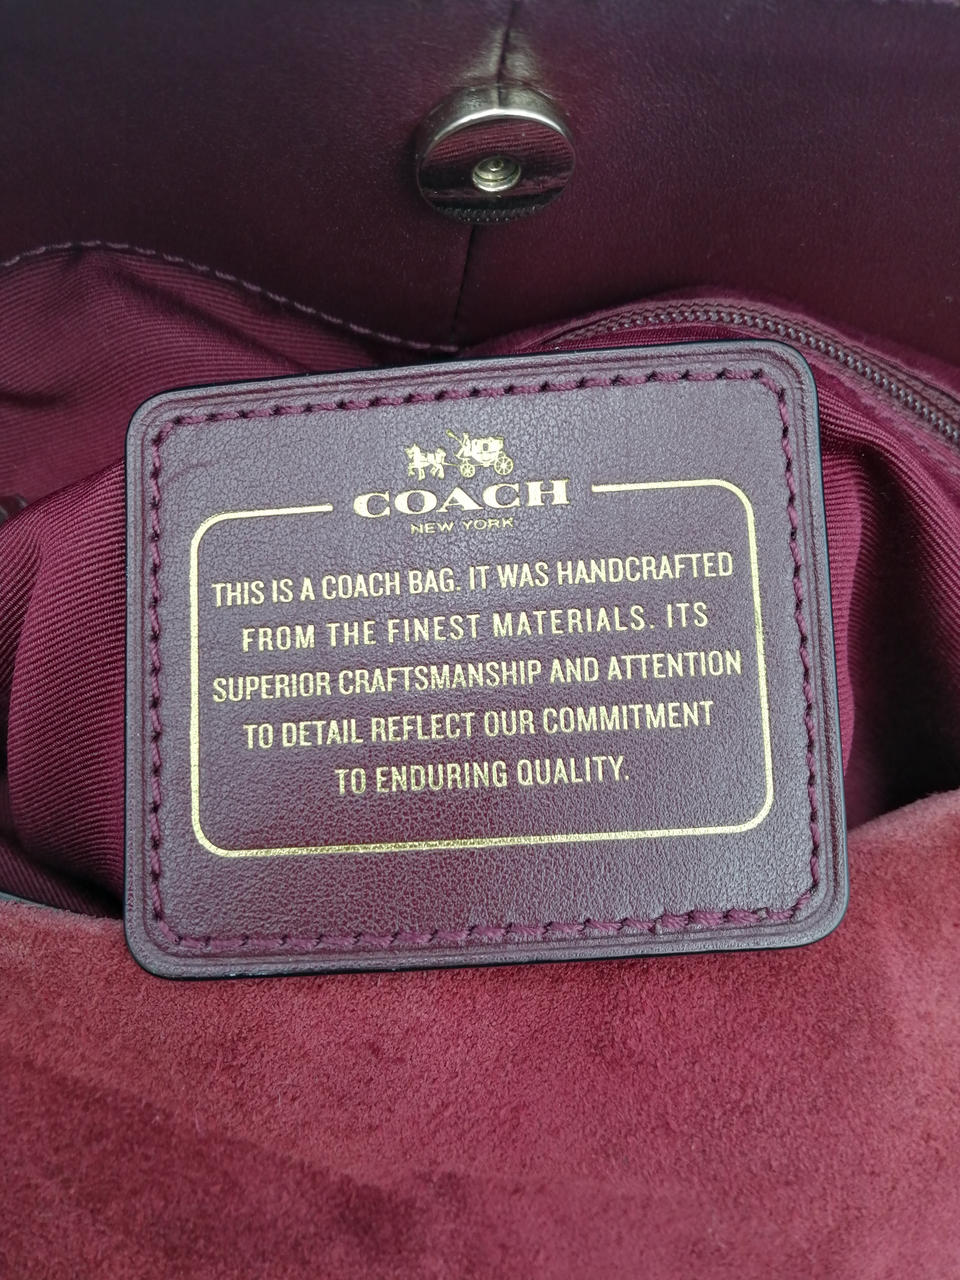 COACH
NEW YORK
THIS IS A COACH BAG. IT WAS HANDCRAFTED
FROM THE FINEST MATERIALS. ITS
SUPERIOR CRAFTSMANSHIP AND ATTENTION
TO DETAIL REFLECT OUR COMMITMENT
TO ENDURING QUALITY.